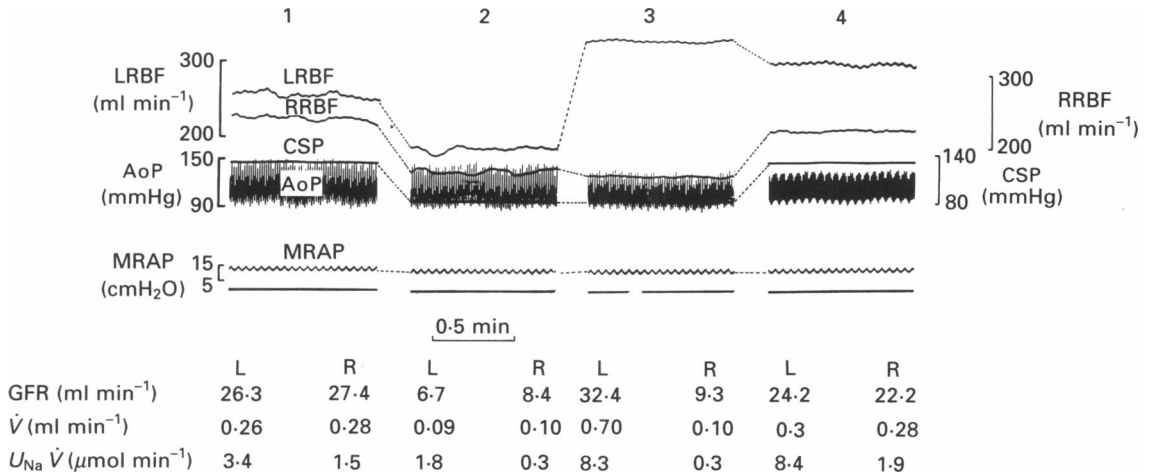 1 2 3 4
300
LRBF
(ml min⁻¹)
200
LRBF
RRBF
300
RRBF
(ml min⁻¹)
200
150
AoP
(mmHg)
90
CSP
AoP
140
CSP
(mmHg)
80
MRAP
(cmH₂O)
15
5
MRAP
0·5 min
L R L R L R L R
GFR (ml min⁻¹) 26·3 27·4 6·7 8·4 32·4 9·3 24·2 22·2
V̇ (ml min⁻¹) 0·26 0·28 0·09 0·10 0·70 0·10 0·3 0·28
U_Na V̇ (μmol min⁻¹) 3·4 1·5 1·8 0·3 8·3 0·3 8·4 1·9